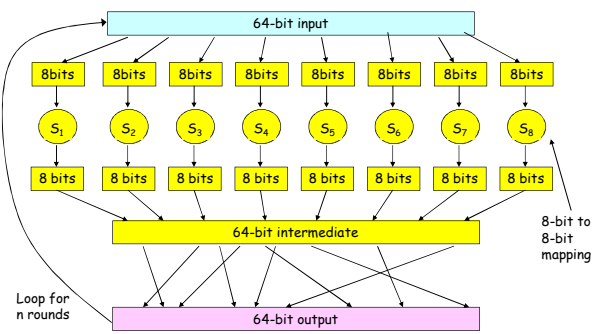 64-bit input
8bits 8bits 8bits 8bits 8bits 8bits 8bits 8bits
S1 S2 S3 S4 S5 S6 S7 S8
8 bits 8 bits 8 bits 8 bits 8 bits 8 bits 8 bits 8 bits
64-bit intermediate
8-bit to
8-bit
mapping
Loop for
n rounds
64-bit output